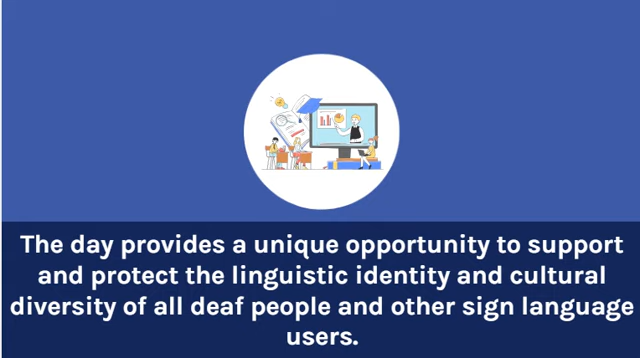 The day provides a unique opportunity to support
and protect the linguistic identity and cultural
diversity of all deaf people and other sign language
users.